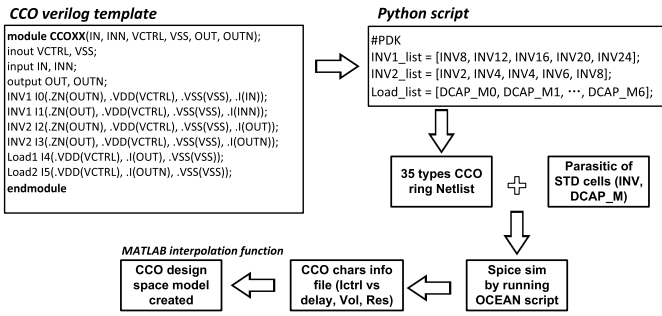 CCO verilog template
module CCOXX(IN, INN, VCTRL, VSS, OUT, OUTN);
inout VCTRL, VSS;
input IN, INN;
output OUT, OUTN;
INV1 I0(.ZN(OUTN), .VDD(VCTRL), .VSS(VSS), .I(IN));
INV1 I1(.ZN(OUT), .VDD(VCTRL), .VSS(VSS), .I(INN));
INV2 I2(.ZN(OUTN), .VDD(VCTRL), .VSS(VSS), .I(OUT));
INV2 I3(.ZN(OUT), .VDD(VCTRL), .VSS(VSS), .I(OUTN));
Load1 I4(.VDD(VCTRL), .I(OUT), .VSS(VSS));
Load2 I5(.VDD(VCTRL), .I(OUTN), .VSS(VSS));
endmodule
Python script
#PDK
INV1_list = [INV8, INV12, INV16, INV20, INV24];
INV2_list = [INV2, INV4, INV4, INV6, INV8];
Load_list = [DCAP_M0, DCAP_M1, ···, DCAP_M6];
35 types CCO
ring Netlist
Parasitic of
STD cells (INV,
DCAP_M)
MATLAB interpolation function
CCO design
space model
created
CCO chars info
file (Ictrl vs
delay, Vol, Res)
Spice sim
by running
OCEAN script